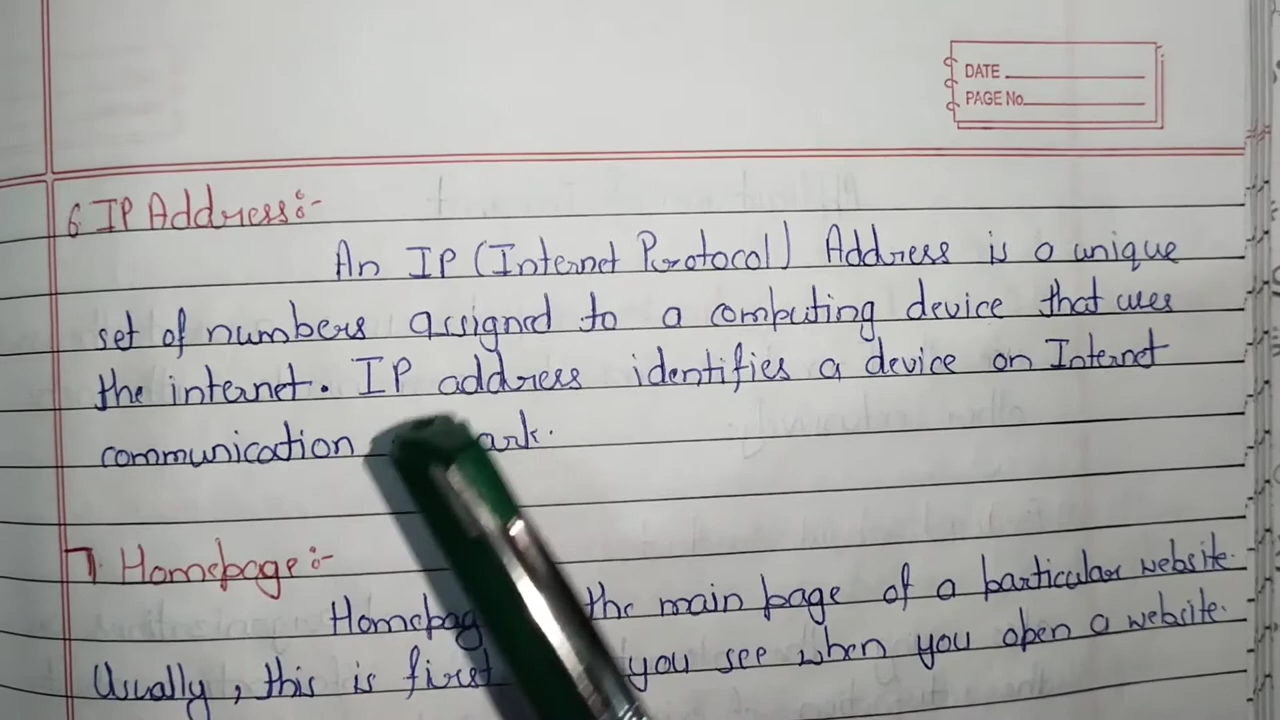 DATE
PAGE No.
6. IP Address:-
An IP (Internet Protocol) Address is a unique
set of numbers assigned to a computing device that uses
the internet. IP address identifies a device on Internet
communication
7. Homepage:-
the main page of a particular website.
Usually, this is first you see when you open a website.